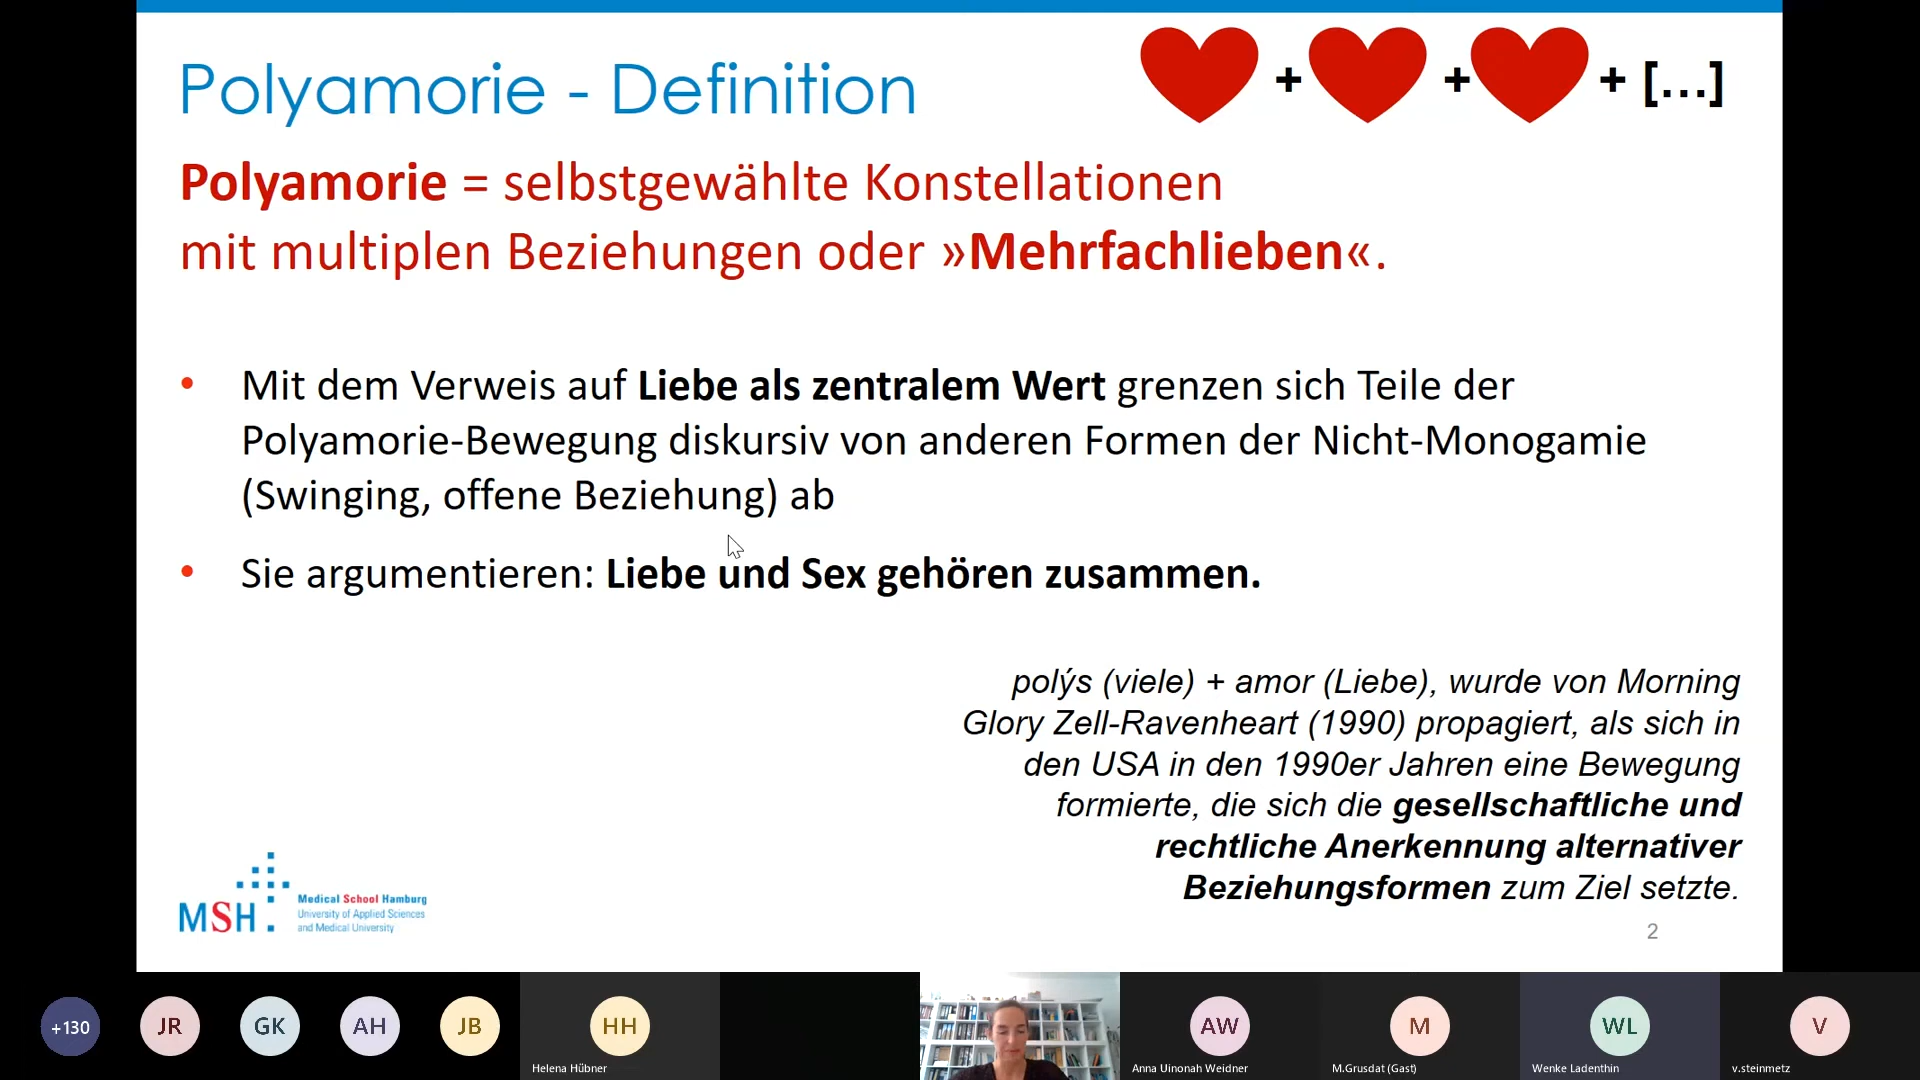 Polyamorie - Definition
+ + + [...]
Polyamorie = selbstgewählte Konstellationen
mit multiplen Beziehungen oder »Mehrfachlieben«.
• Mit dem Verweis auf Liebe als zentralem Wert grenzen sich Teile der
Polyamorie-Bewegung diskursiv von anderen Formen der Nicht-Monogamie
(Swinging, offene Beziehung) ab
• Sie argumentieren: Liebe und Sex gehören zusammen.
polýs (viele) + amor (Liebe), wurde von Morning
Glory Zell-Ravenheart (1990) propagiert, als sich in
den USA in den 1990er Jahren eine Bewegung
formierte, die sich die gesellschaftliche und
rechtliche Anerkennung alternativer
Beziehungsformen zum Ziel setzte.
MSH
Medical School Hamburg
University of Applied Sciences
and Medical University
2
+130
JR
GK
AH
JB
HH
Helena Hübner
AW
Anna Uinonah Weidner
M
M.Grusdat (Gast)
WL
Wenke Ladenthin
V
v.steinmetz